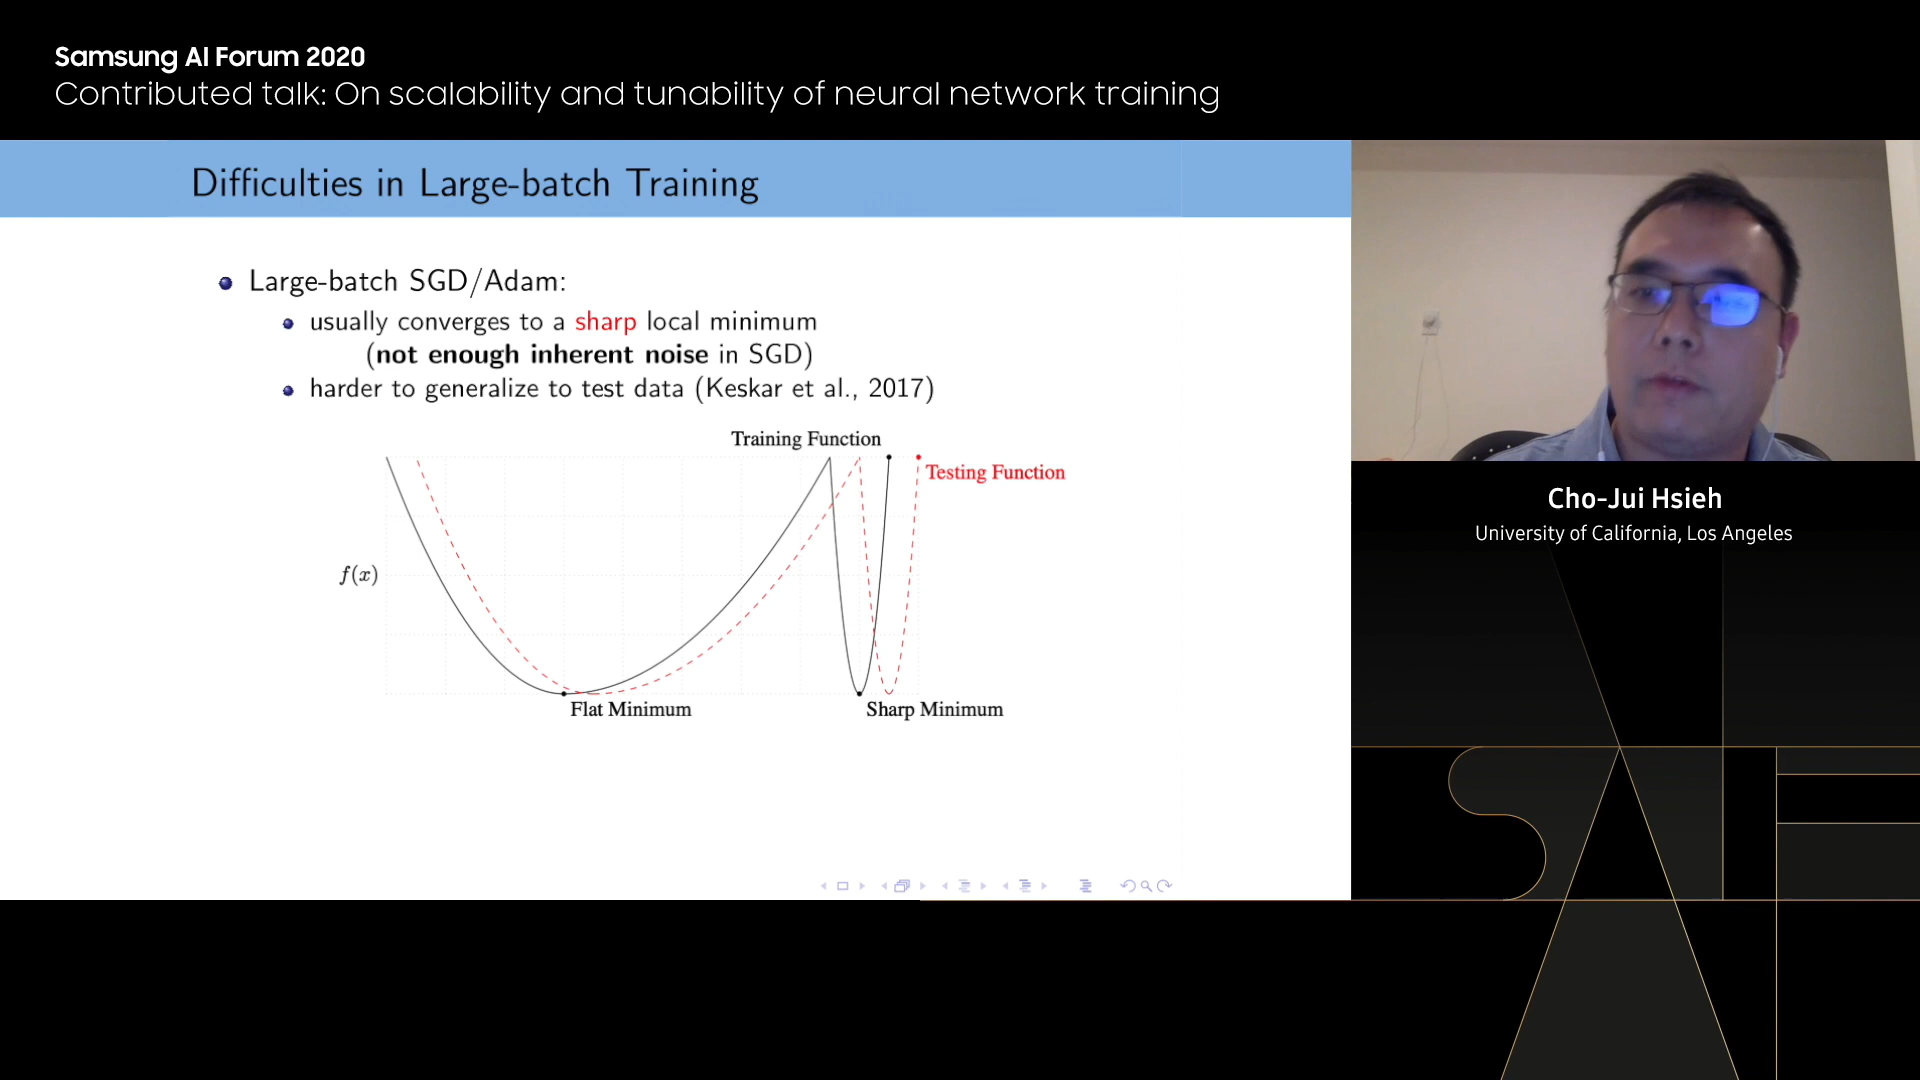 Samsung AI Forum 2020
Contributed talk: On scalability and tunability of neural network training
Difficulties in Large-batch Training
Large-batch SGD/Adam:
usually converges to a sharp local minimum
(not enough inherent noise in SGD)
harder to generalize to test data (Keskar et al., 2017)
Training Function
Testing Function
f(x)
Flat Minimum
Sharp Minimum
Cho-Jui Hsieh
University of California, Los Angeles